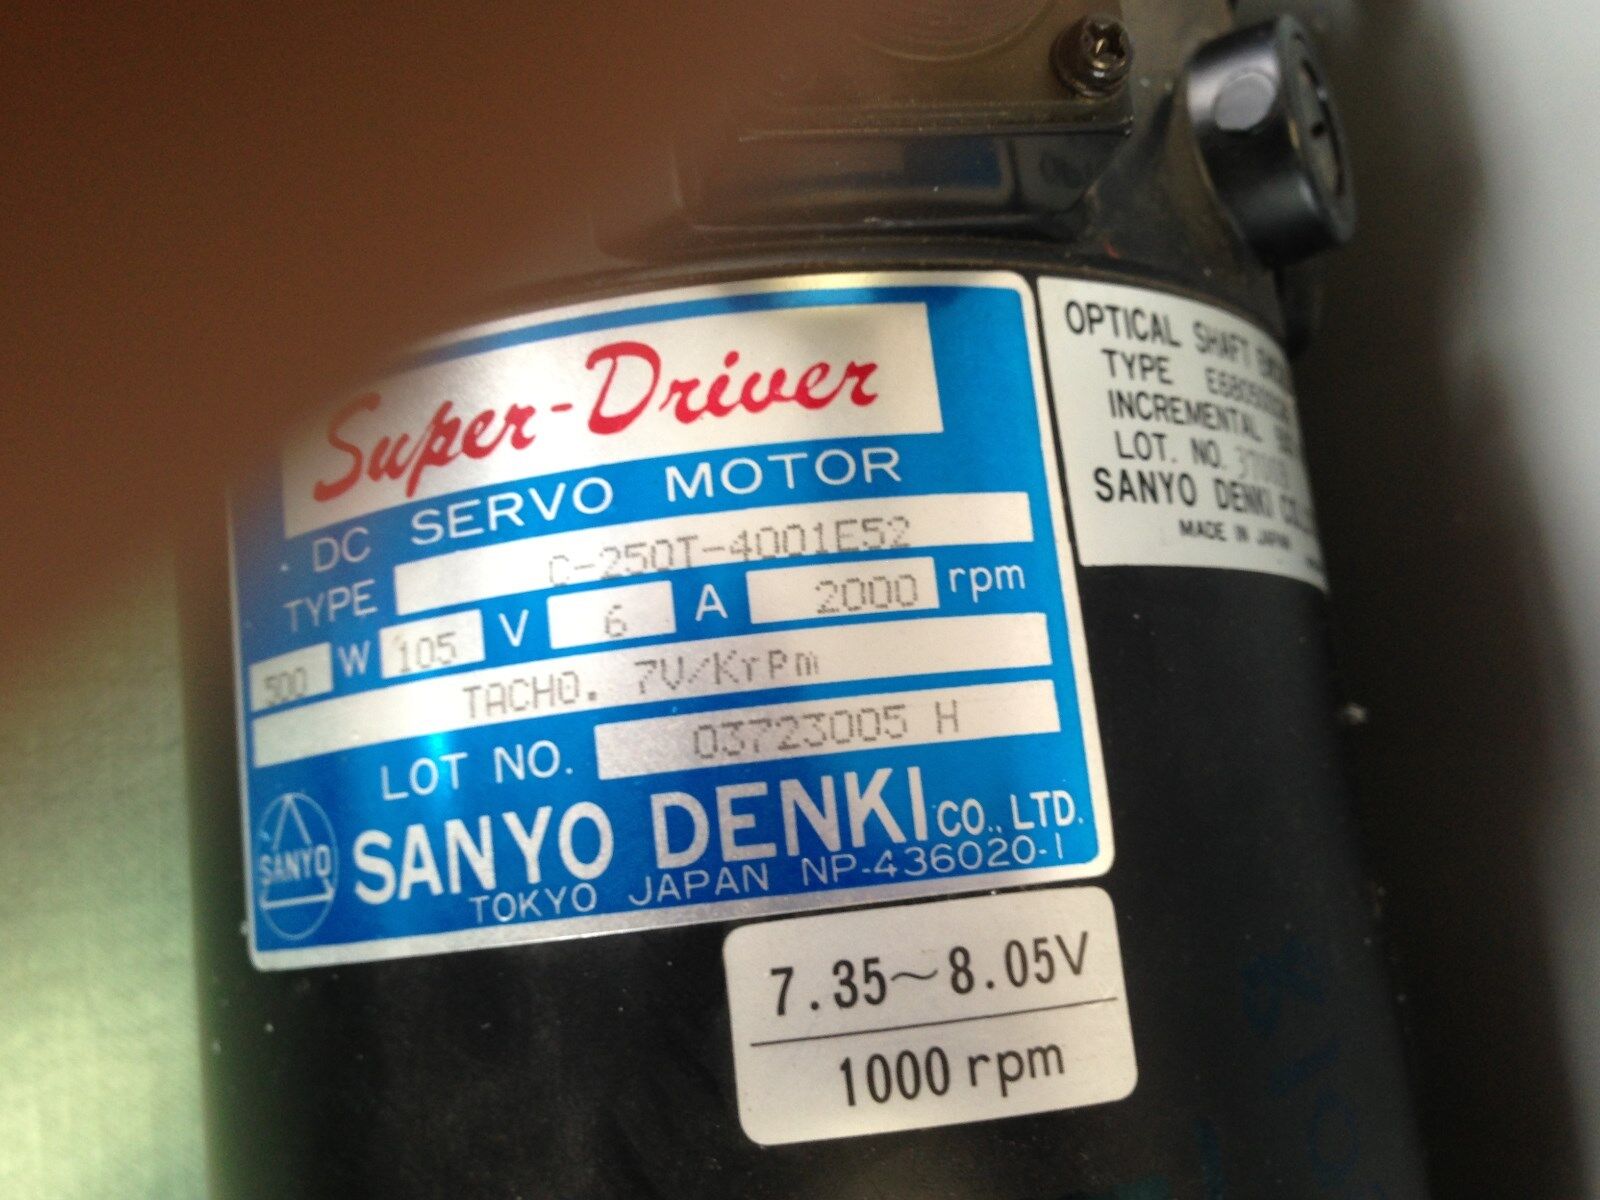 Super-Driver
DC SERVO MOTOR
TYPE C-250T-4001E52
500 W 105 V 6 A 2000 rpm
TACHO. 7V/Krpm
LOT NO. 03723005 H
SANYO
SANYO DENKI CO., LTD.
TOKYO JAPAN NP-436020-1
OPTICAL SHAFT
TYPE
INCREMENTAL
LOT. NO.
SANYO DENKI CO.
MADE IN JAPAN
7.35~8.05V
1000 rpm